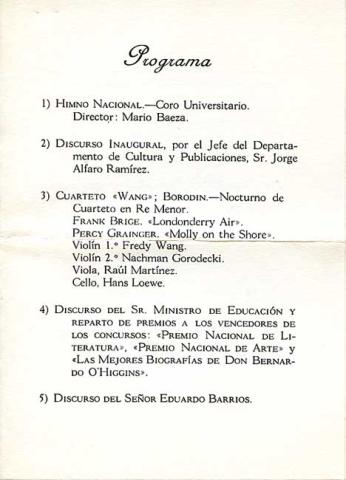 Programa
1) HIMNO NACIONAL.—Coro Universitario.
Director: Mario Baeza.
2) DISCURSO INAUGURAL, por el Jefe del Departa-
mento de Cultura y Publicaciones, Sr. Jorge
Alfaro Ramírez.
3) CUARTETO «WANG»; BORODIN.—Nocturno de
Cuarteto en Re Menor.
FRANK BRIGE. «Londonderry Air».
PERCY GRAINGER. «Molly on the Shore».
Violín 1.º Fredy Wang.
Violín 2.º Nachman Gorodecki.
Viola, Raúl Martínez.
Cello, Hans Loewe.
4) DISCURSO DEL SR. MINISTRO DE EDUCACIÓN Y
REPARTO DE PREMIOS A LOS VENCEDORES DE
LOS CONCURSOS: «PREMIO NACIONAL DE LI-
TERATURA», «PREMIO NACIONAL DE ARTE» Y
«LAS MEJORES BIOGRAFÍAS DE DON BERNAR-
DO O'HIGGINS».
5) DISCURSO DEL SEÑOR EDUARDO BARRIOS.